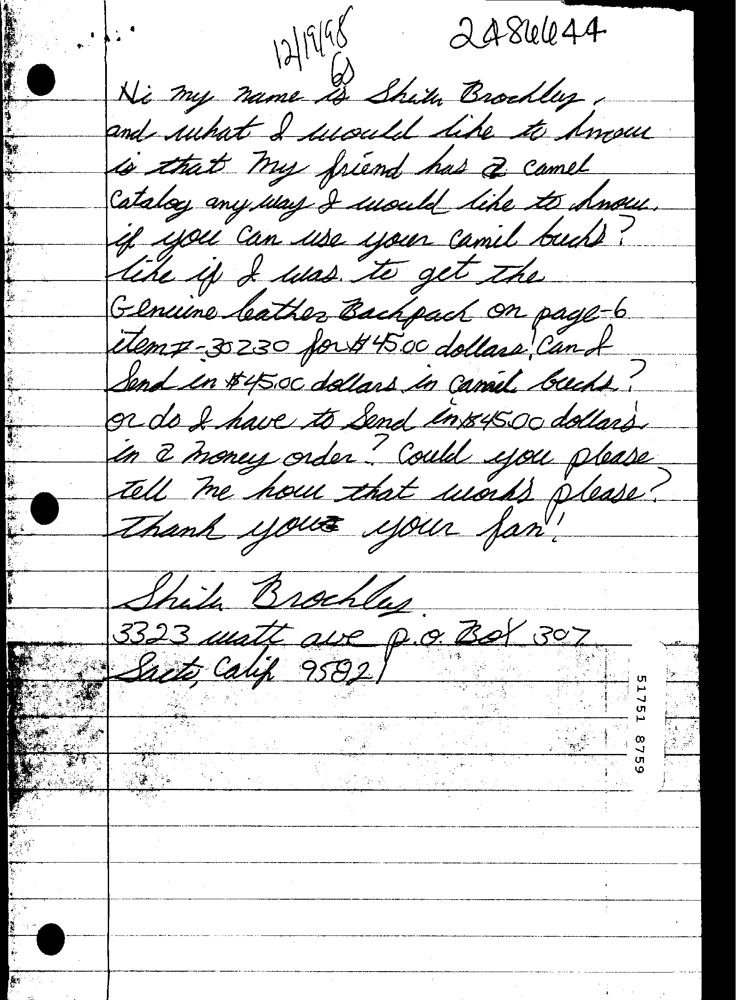 12/19/98 2486644
GS
Hi my name is Sheila Brochley,
and what I would like to know
is that my friend has a camel
Catalog any way I would like to know,
if you can use your camil bucks?
like if I was. to get the
Genuine leather Backpack on page-6
item#-30230 for $45.00 dollars! Can I
Send in $45.00 dollars in camil bucks?
or do I have to Send in $45.00 dollars
in a money order? Could you please
tell me how that works please?
thank you your fan!
Sheila Brochley
3323 watt ave p.o. Box 307
Sacto, Calif 95821
51751 8759